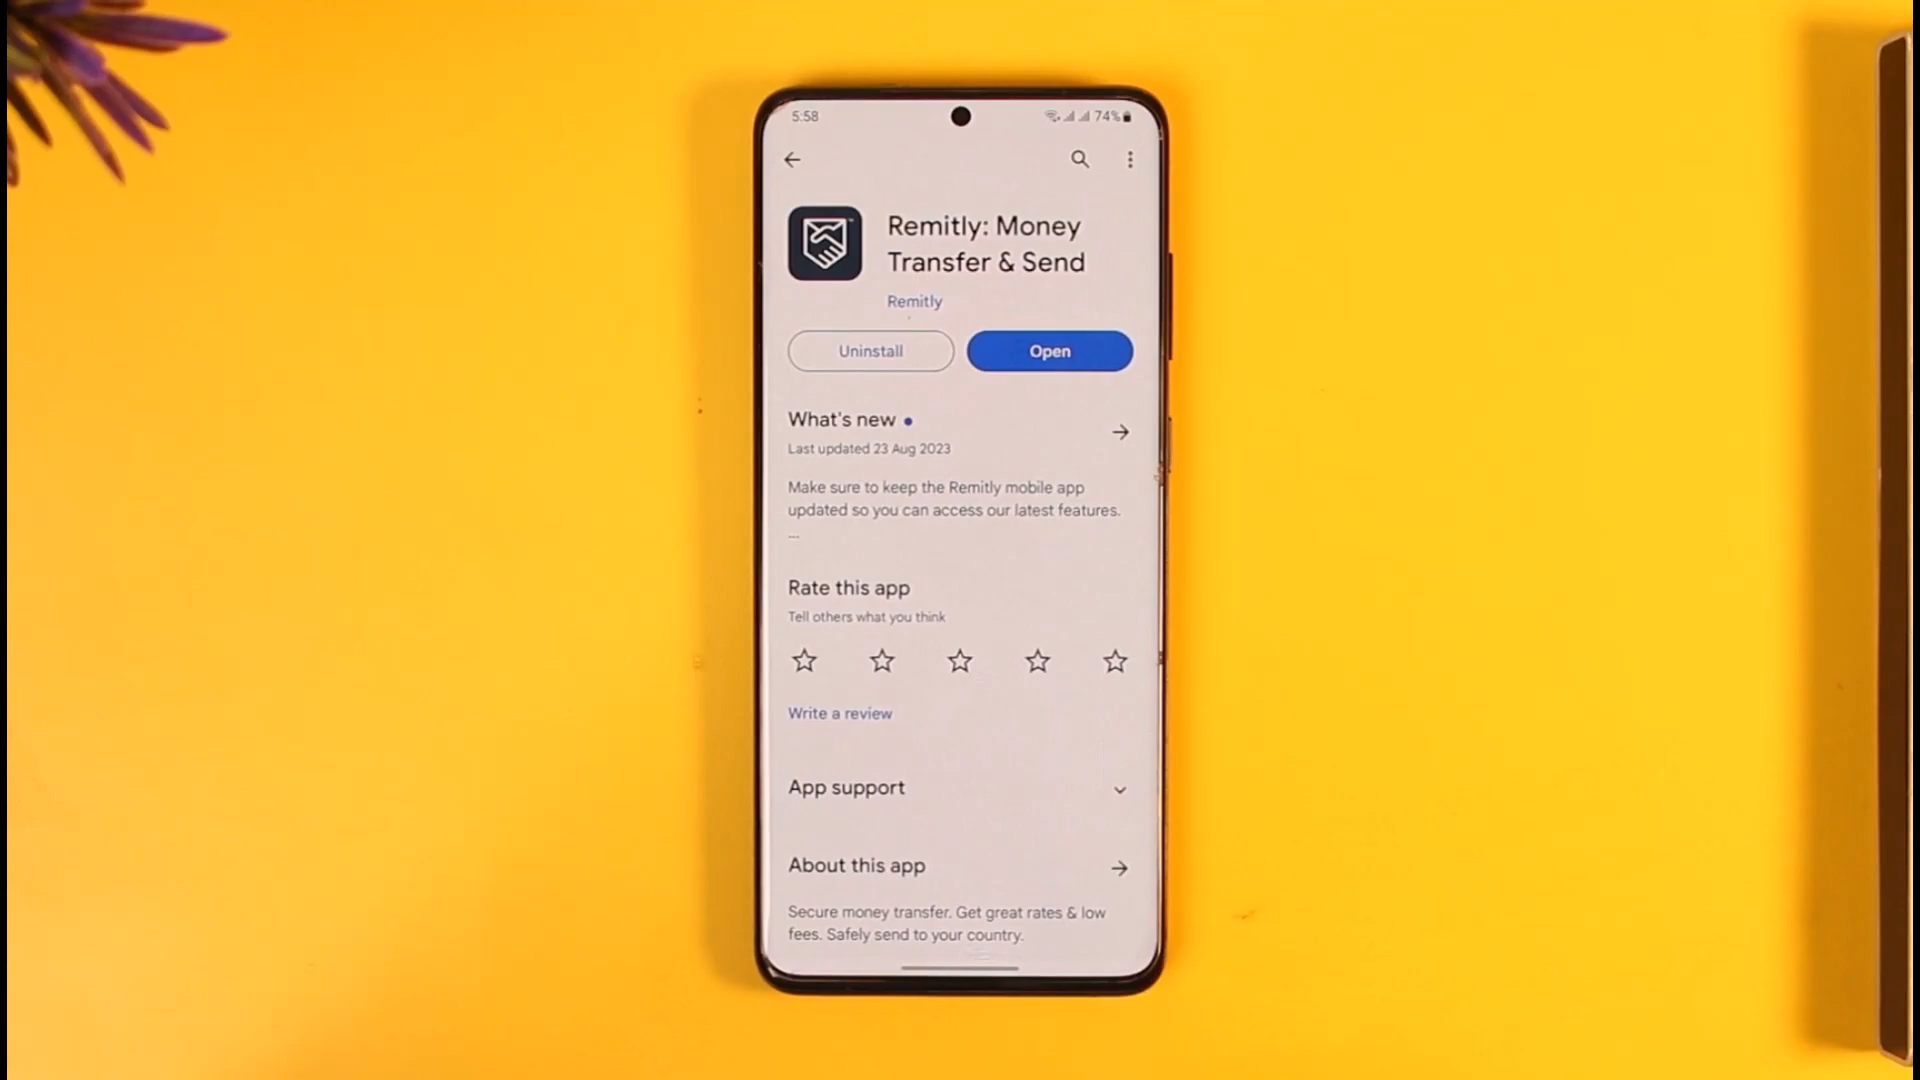 5:58
74%
Remitly: Money
Transfer & Send
Remitly
Uninstall
Open
What's new
Last updated 23 Aug 2023
Make sure to keep the Remitly mobile app
updated so you can access our latest features.
...
Rate this app
Tell others what you think
Write a review
App support
About this app
Secure money transfer. Get great rates & low
fees. Safely send to your country.